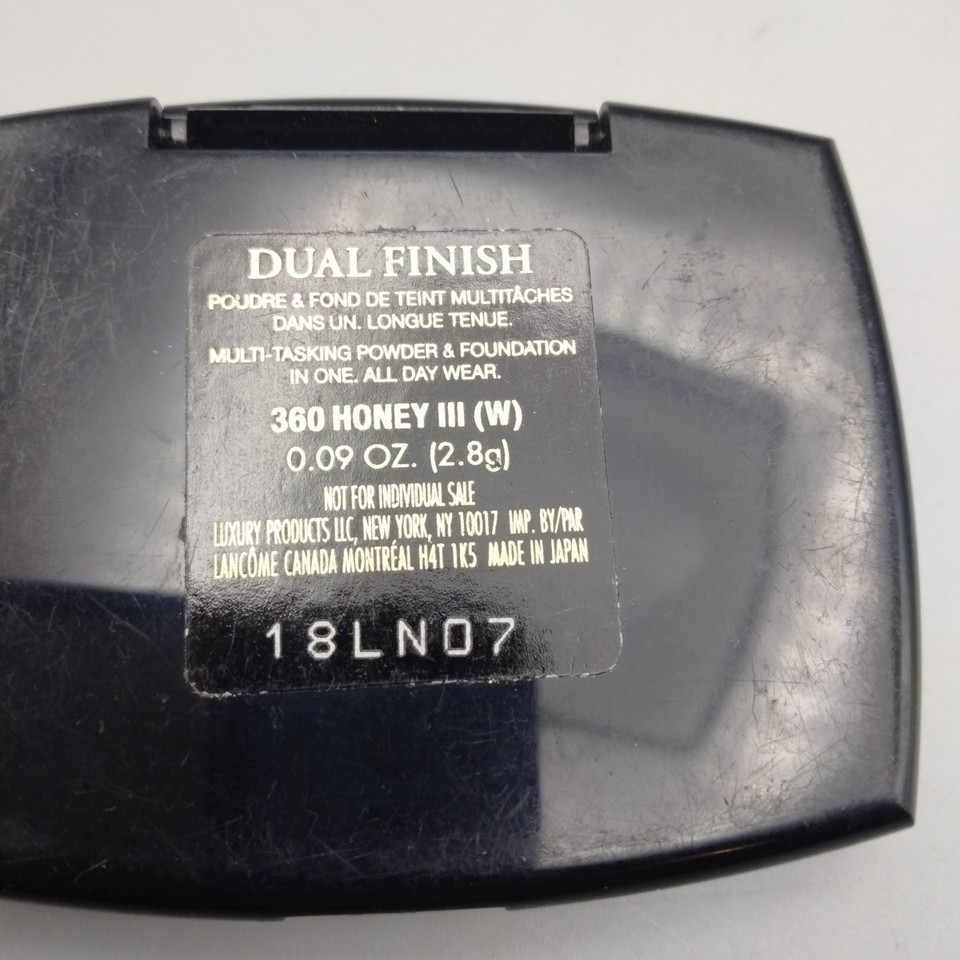 DUAL FINISH
POUDRE & FOND DE TEINT MULTITÂCHES
DANS UN. LONGUE TENUE.
MULTI-TASKING POWDER & FOUNDATION
IN ONE. ALL DAY WEAR.
360 HONEY III (W)
0.09 OZ. (2.8g)
NOT FOR INDIVIDUAL SALE
LUXURY PRODUCTS LLC, NEW YORK, NY 10017 IMP. BY/PAR
LANCÔME CANADA MONTRÉAL H4T 1K5 MADE IN JAPAN
18LN07